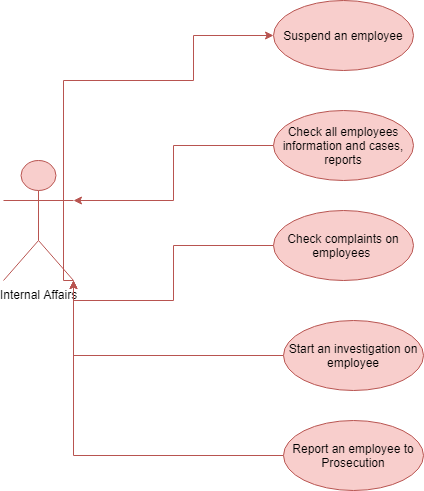 Suspend an employee
Check all employees
information and cases,
reports
Check complaints on
employees
Internal Affairs
Start an investigation on
employee
Report an employee to
Prosecution